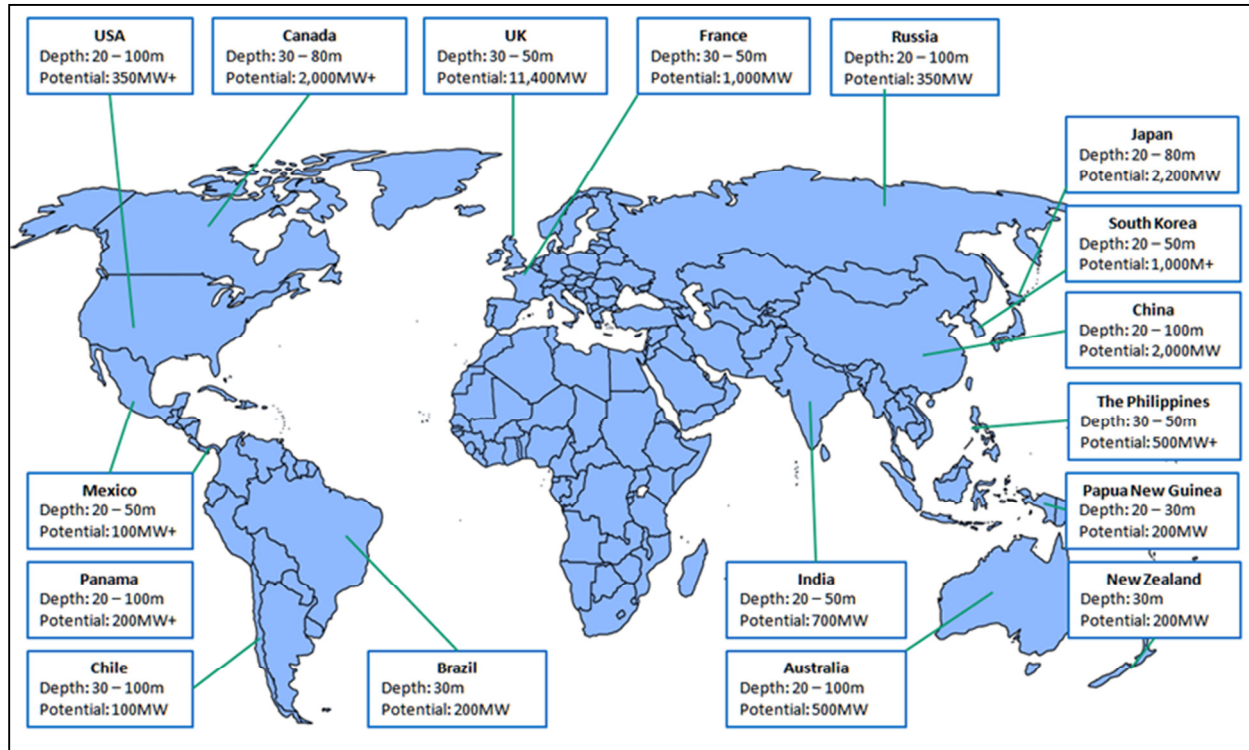 USA
Depth: 20 – 100m
Potential: 350MW+
Canada
Depth: 30 – 80m
Potential: 2,000MW+
UK
Depth: 30 – 50m
Potential: 11,400MW
France
Depth: 30 – 50m
Potential: 1,000MW
Russia
Depth: 20 – 100m
Potential: 350MW
Japan
Depth: 20 – 80m
Potential: 2,200MW
South Korea
Depth: 20 – 50m
Potential: 1,000M+
China
Depth: 20 – 100m
Potential: 2,000MW
The Philippines
Depth: 30 – 50m
Potential: 500MW+
Papua New Guinea
Depth: 20 – 30m
Potential: 200MW
New Zealand
Depth: 30m
Potential: 200MW
Mexico
Depth: 20 – 50m
Potential: 100MW+
Panama
Depth: 20 – 100m
Potential: 200MW+
Chile
Depth: 30 – 100m
Potential: 100MW
Brazil
Depth: 30m
Potential: 200MW
India
Depth: 20 – 50m
Potential: 700MW
Australia
Depth: 20 – 100m
Potential: 500MW